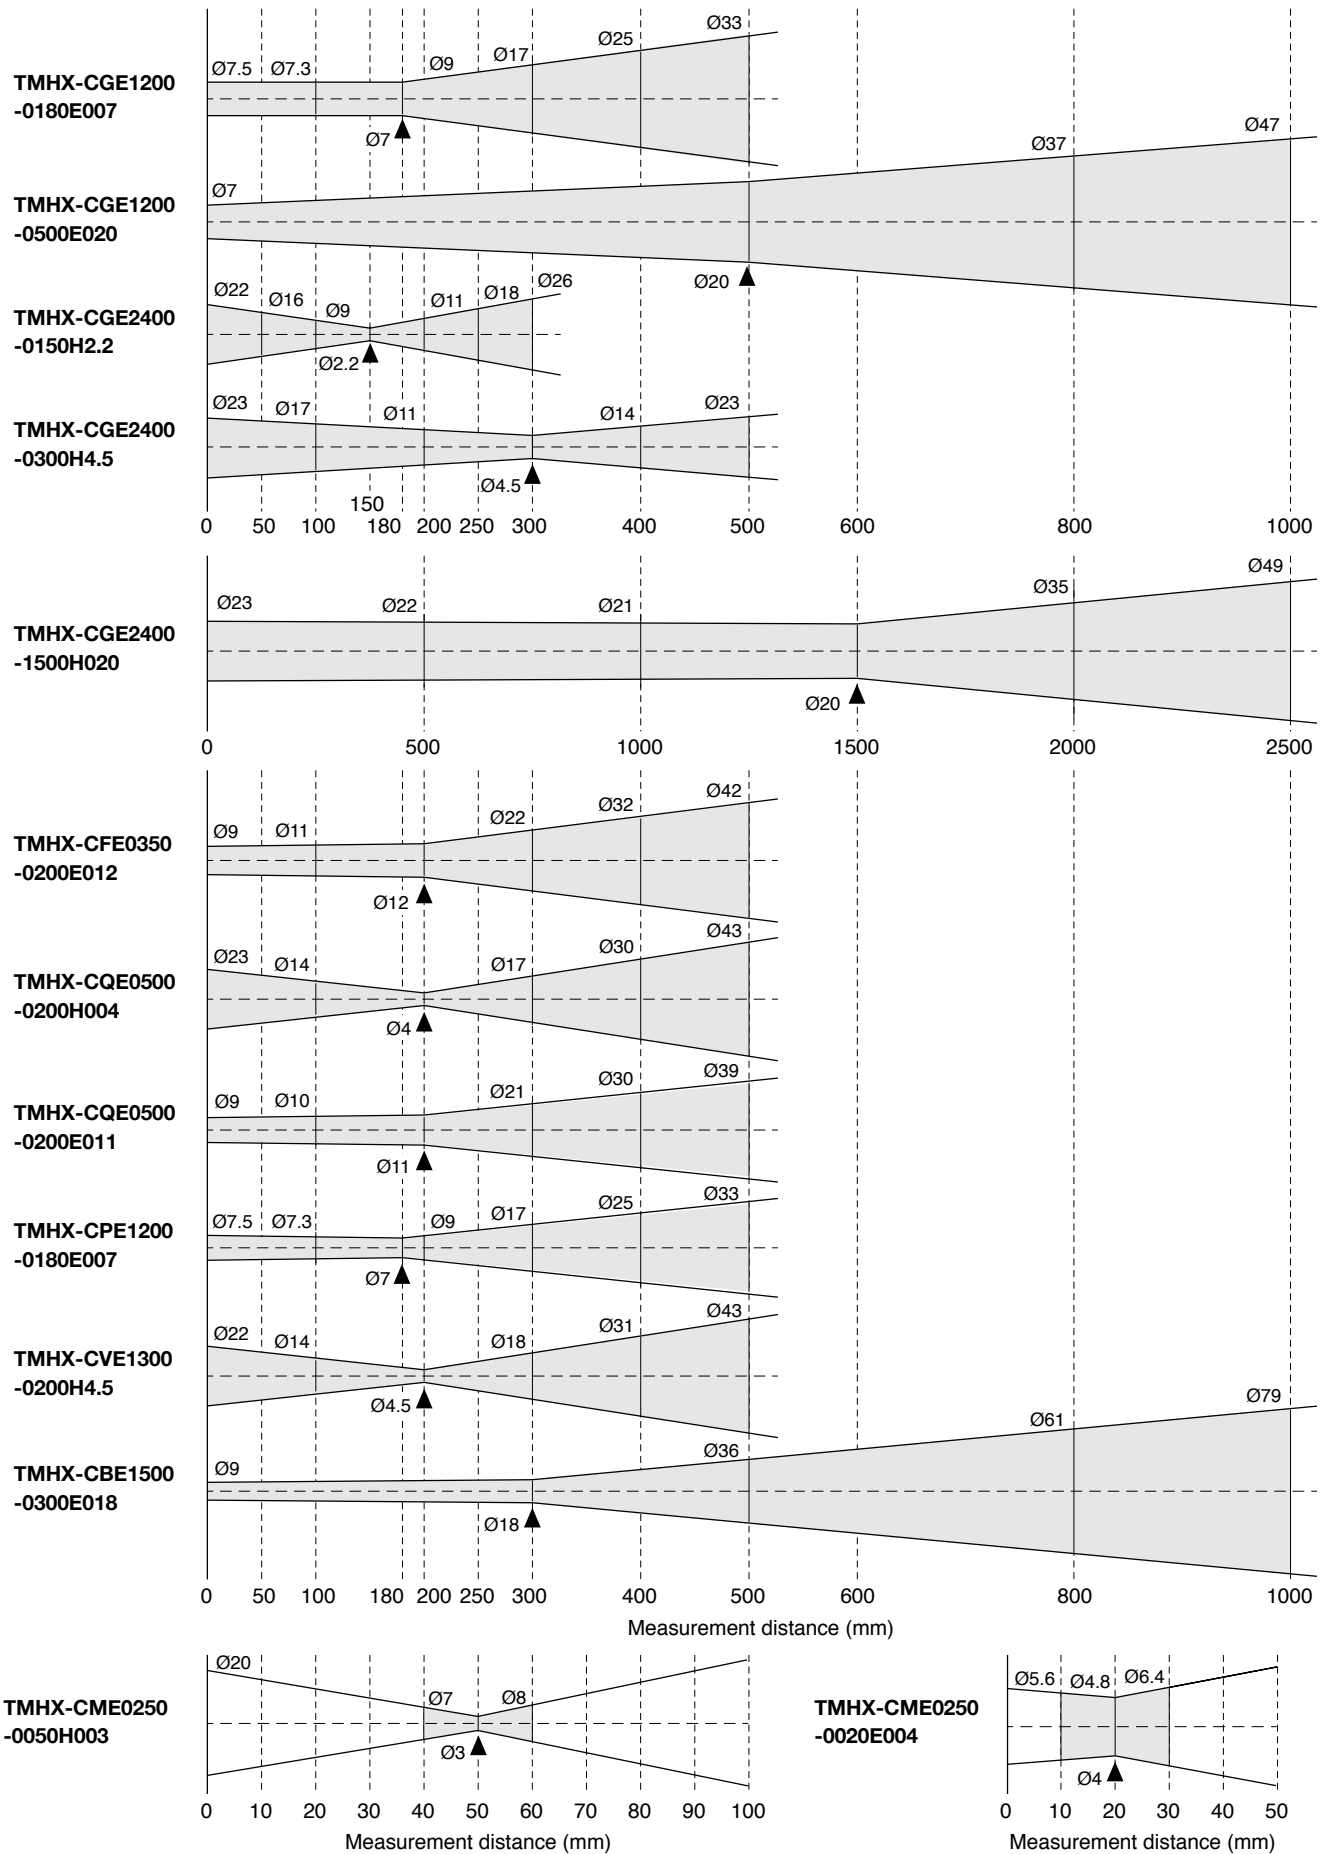 Ø33
Ø25
Ø17
Ø9
Ø7.5 Ø7.3
TMHX-CGE1200
-0180E007
Ø7
Ø47
Ø37
Ø7
TMHX-CGE1200
-0500E020
Ø20
Ø26
Ø22 Ø16 Ø9 Ø11 Ø18
TMHX-CGE2400
-0150H2.2
Ø2.2
Ø23 Ø17 Ø11 Ø14 Ø23
TMHX-CGE2400
-0300H4.5
Ø4.5
150
0 50 100 180 200 250 300 400 500 600 800 1000
Ø49
Ø35
Ø23 Ø22 Ø21
TMHX-CGE2400
-1500H020
Ø20
0 500 1000 1500 2000 2500
Ø42
Ø32
Ø22
Ø9 Ø11
TMHX-CFE0350
-0200E012
Ø12
Ø43
Ø30
Ø23 Ø14 Ø17
TMHX-CQE0500
-0200H004
Ø4
Ø39
Ø30
Ø21
Ø9 Ø10
TMHX-CQE0500
-0200E011
Ø11
Ø33
Ø25
Ø17
Ø7.5 Ø7.3 Ø9
TMHX-CPE1200
-0180E007
Ø7
Ø43
Ø31
Ø22 Ø14 Ø18
TMHX-CVE1300
-0200H4.5
Ø4.5
Ø79
Ø61
Ø36
Ø9
TMHX-CBE1500
-0300E018
Ø18
0 50 100 180 200 250 300 400 500 600 800 1000
Measurement distance (mm)
Ø20
Ø7 Ø8
TMHX-CME0250
-0050H003
Ø3
0 10 20 30 40 50 60 70 80 90 100
Measurement distance (mm)
Ø5.6 Ø4.8 Ø6.4
TMHX-CME0250
-0020E004
Ø4
0 10 20 30 40 50
Measurement distance (mm)